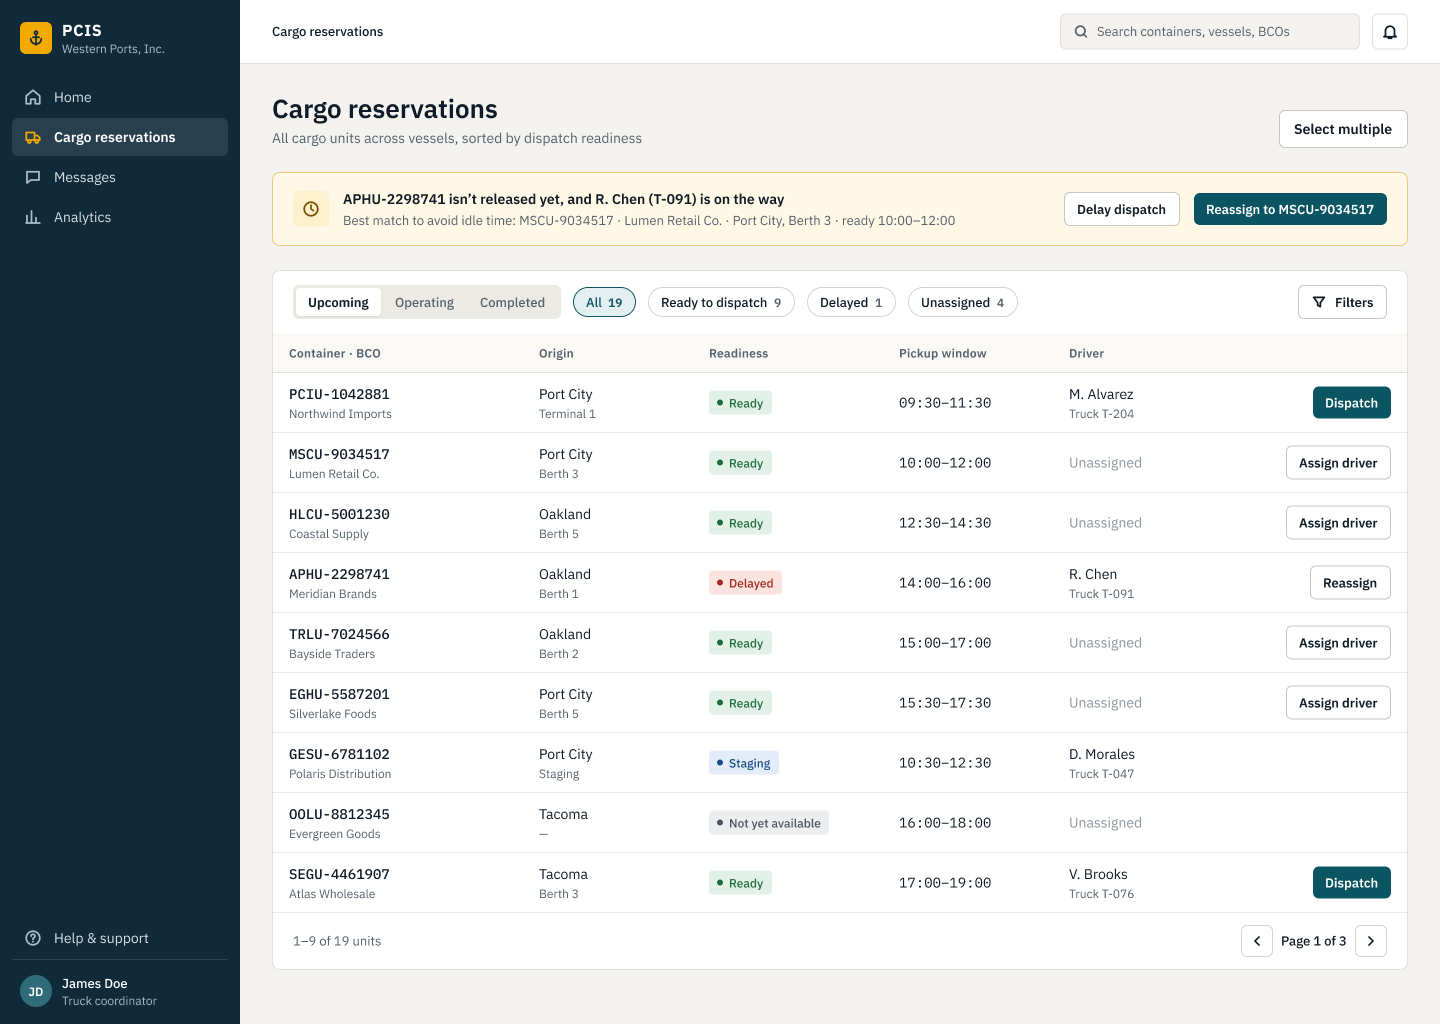 PCIS
Western Ports, Inc.
Home
Cargo reservations
Messages
Analytics
Help & support
JD
James Doe
Truck coordinator
Cargo reservations
Search containers, vessels, BCOs
Cargo reservations
All cargo units across vessels, sorted by dispatch readiness
Select multiple
APHU-2298741 isn’t released yet, and R. Chen (T-091) is on the way
Best match to avoid idle time: MSCU-9034517 · Lumen Retail Co. · Port City, Berth 3 · ready 10:00–12:00
Delay dispatch
Reassign to MSCU-9034517
Upcoming Operating Completed All 19 Ready to dispatch 9 Delayed 1 Unassigned 4 Filters
Container · BCO Origin Readiness Pickup window Driver
PCIU-1042881 Port City Ready 09:30–11:30 M. Alvarez Dispatch
Northwind Imports Terminal 1 Truck T-204
MSCU-9034517 Port City Ready 10:00–12:00 Unassigned Assign driver
Lumen Retail Co. Berth 3
HLCU-5001230 Oakland Ready 12:30–14:30 Unassigned Assign driver
Coastal Supply Berth 5
APHU-2298741 Oakland Delayed 14:00–16:00 R. Chen Reassign
Meridian Brands Berth 1 Truck T-091
TRLU-7024566 Oakland Ready 15:00–17:00 Unassigned Assign driver
Bayside Traders Berth 2
EGHU-5587201 Port City Ready 15:30–17:30 Unassigned Assign driver
Silverlake Foods Berth 5
GESU-6781102 Port City Staging 10:30–12:30 D. Morales
Polaris Distribution Staging Truck T-047
OOLU-8812345 Tacoma Not yet available 16:00–18:00 Unassigned
Evergreen Goods —
SEGU-4461907 Tacoma Ready 17:00–19:00 V. Brooks Dispatch
Atlas Wholesale Berth 3 Truck T-076
1–9 of 19 units
Page 1 of 3